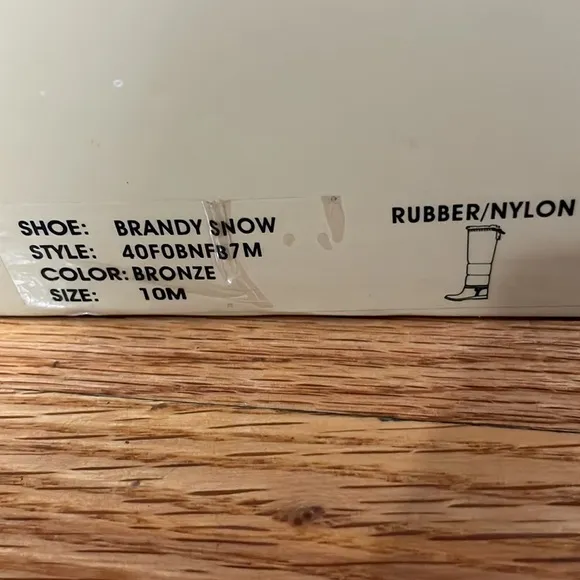 SHOE: BRANDY SNOW
STYLE: 40F0BNFB7M
COLOR: BRONZE
SIZE: 10M
RUBBER/NYLON